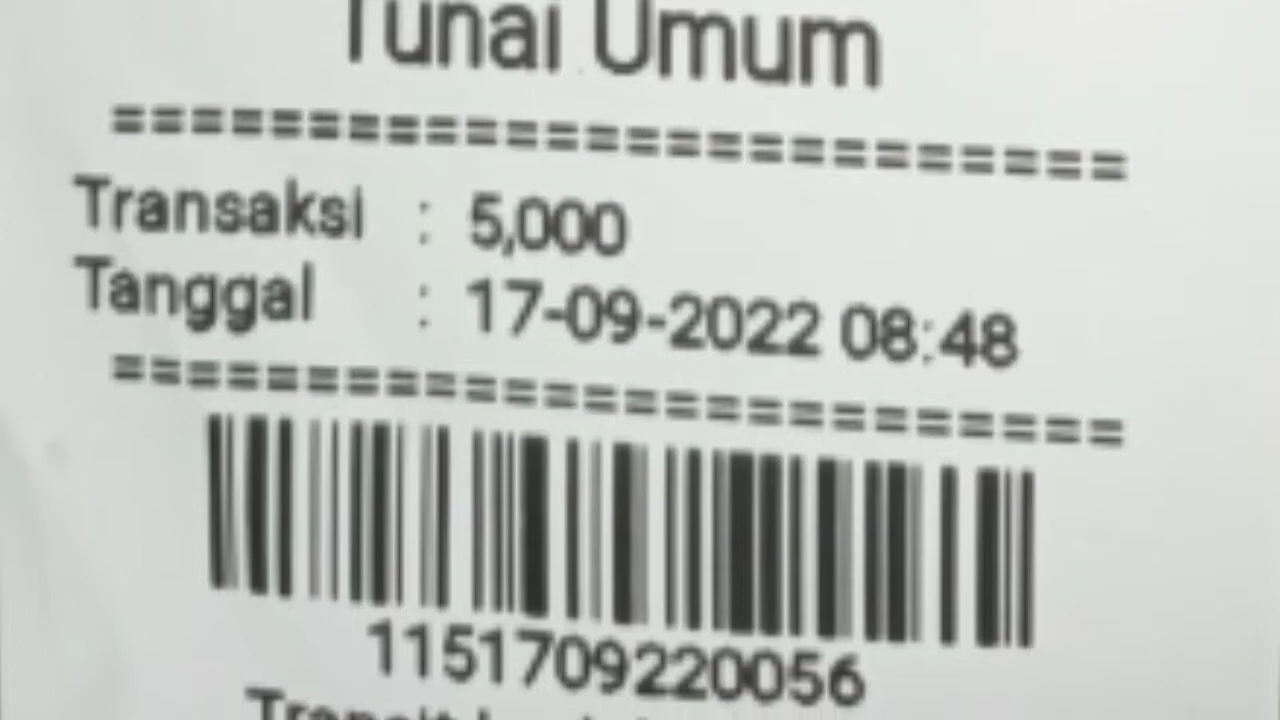 Tunai Umum
==========================
Transaksi : 5,000
Tanggal : 17-09-2022 08:48
==========================
1151709220056